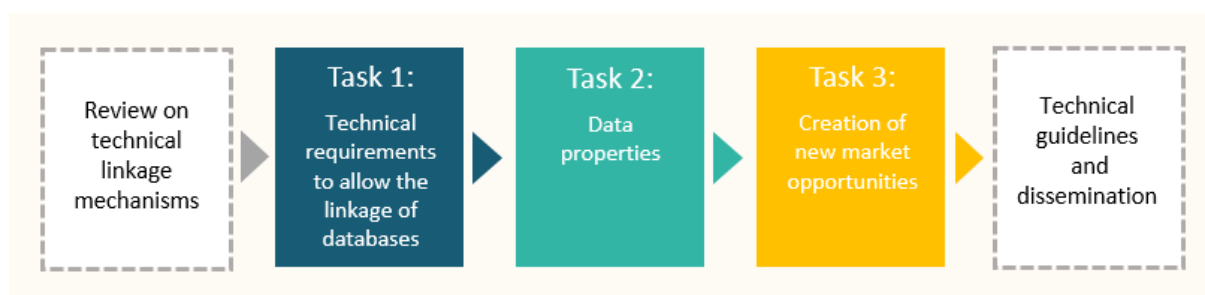 Review on
technical
linkage
mechanisms
Task 1:
Technical
requirements
to allow the
linkage of
databases
Task 2:
Data
properties
Task 3:
Creation of
new market
opportunities
Technical
guidelines
and
dissemination